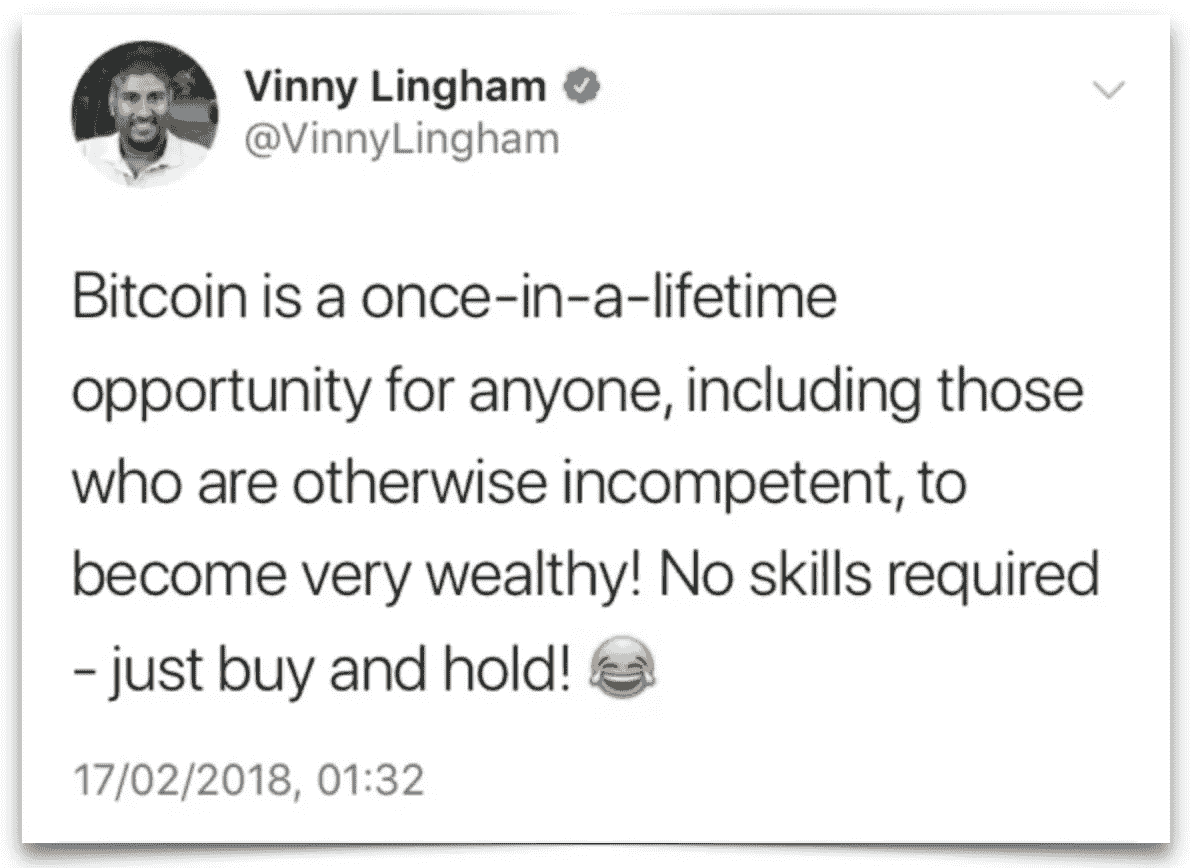 Vinny Lingham
@VinnyLingham
Bitcoin is a once-in-a-lifetime
opportunity for anyone, including those
who are otherwise incompetent, to
become very wealthy! No skills required
- just buy and hold! 😂
17/02/2018, 01:32